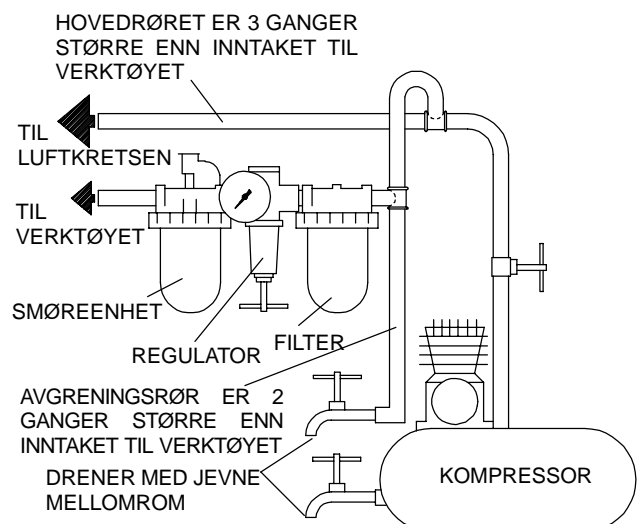 HOVEDRØRET ER 3 GANGER
STØRRE ENN INNTAKET TIL
VERKTØYET
TIL
LUFTKRETSEN
TIL
VERKTØYET
SMØREENHET
REGULATOR
FILTER
AVGRENINGSRØR ER 2
GANGER STØRRE ENN
INNTAKET TIL VERKTØYET
DRENER MED JEVNE
MELLOMROM
KOMPRESSOR